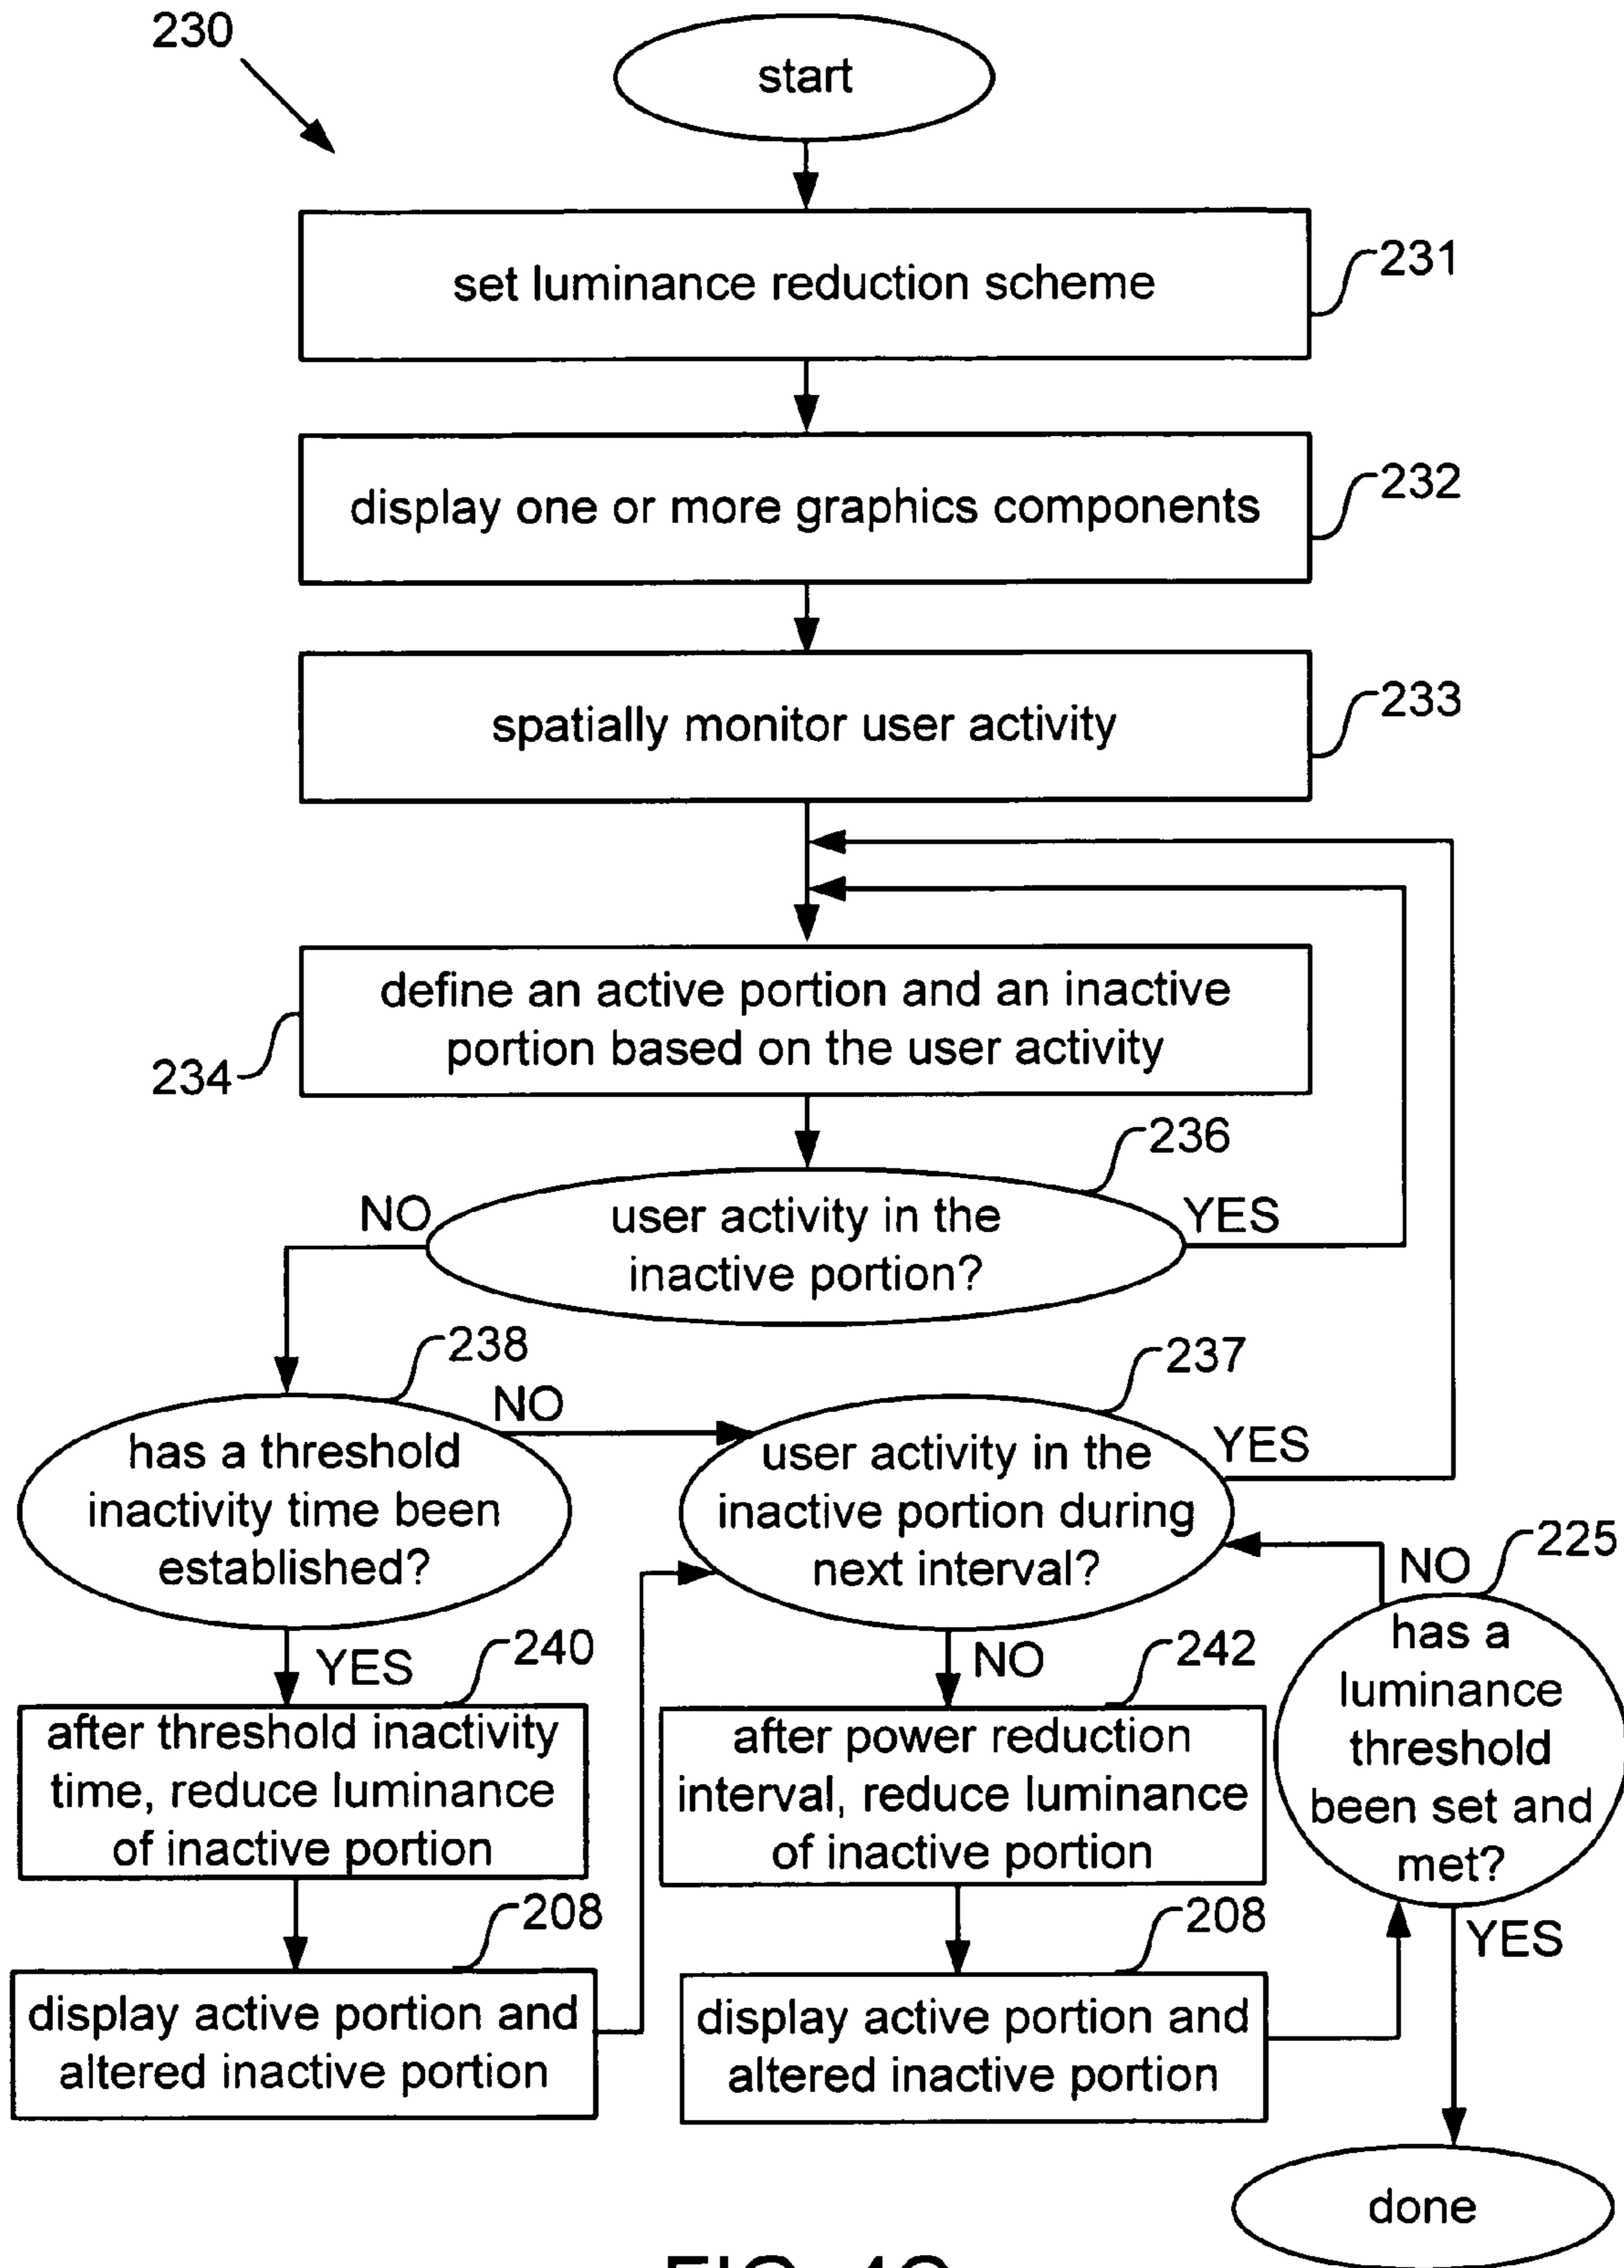 230
start
set luminance reduction scheme
231
display one or more graphics components
232
spatially monitor user activity
233
define an active portion and an inactive
portion based on the user activity
234
236
NO
user activity in the
inactive portion?
YES
238
NO
237
has a threshold
inactivity time been
established?
user activity in the
inactive portion during
next interval?
YES
225
NO
has a
luminance
threshold
been set and
met?
YES
240
NO
242
after threshold inactivity
time, reduce luminance
of inactive portion
after power reduction
interval, reduce luminance
of inactive portion
208
208
YES
display active portion and
altered inactive portion
display active portion and
altered inactive portion
done